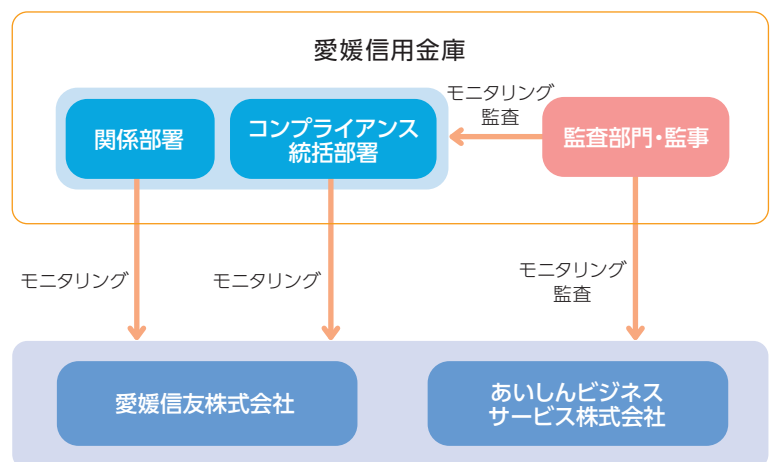 愛媛信用金庫
関係部署
コンプライアンス
統括部署
モニタリング
監査
監査部門・監事
モニタリング
モニタリング
モニタリング
監査
愛媛信友株式会社
あいしんビジネス
サービス株式会社